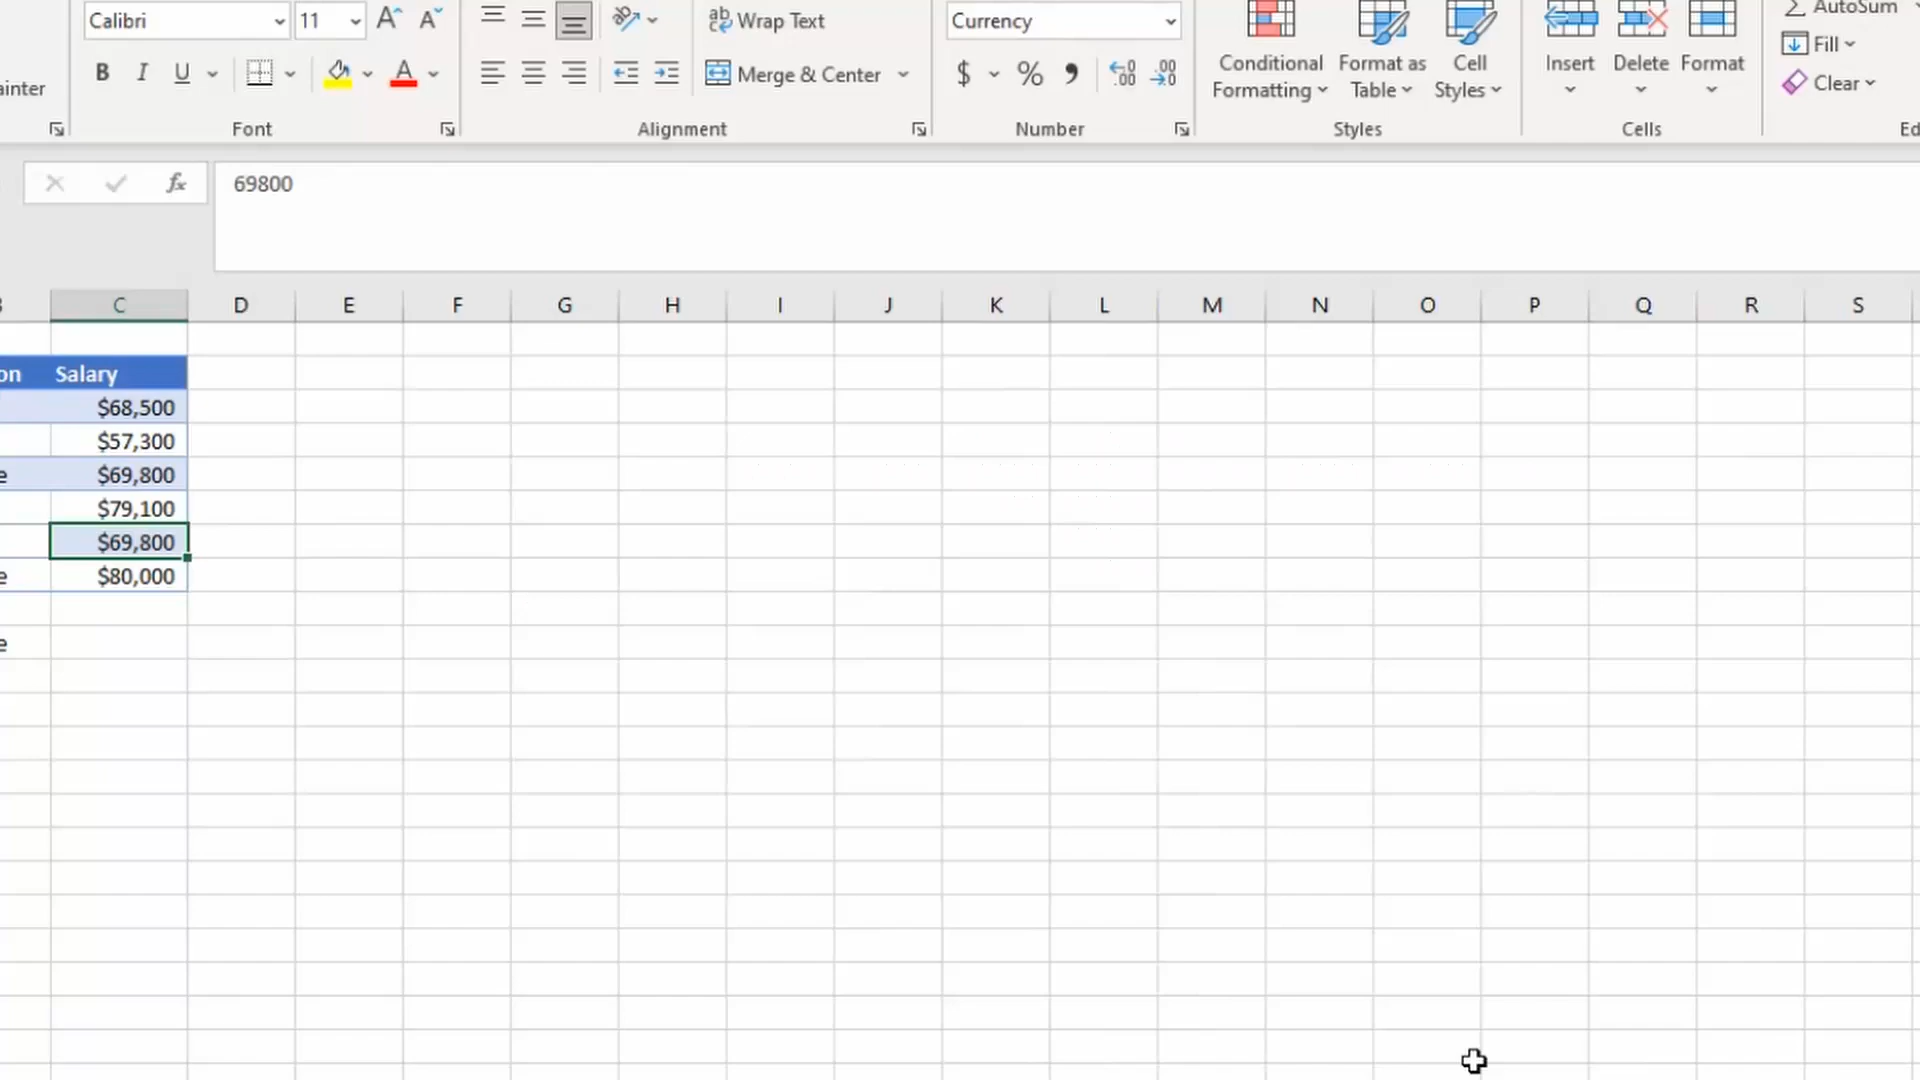 Calibri 11 Wrap Text Currency AutoSum
ainter B I U Merge & Center $ % Conditional Formatting Format as Table Cell Styles Insert Delete Format Fill Clear
Font Alignment Number Styles Cells Ed
fx 69800
C D E F G H I J K L M N O P Q R S
on Salary
$68,500
$57,300
e $69,800
$79,100
$69,800
e $80,000
e